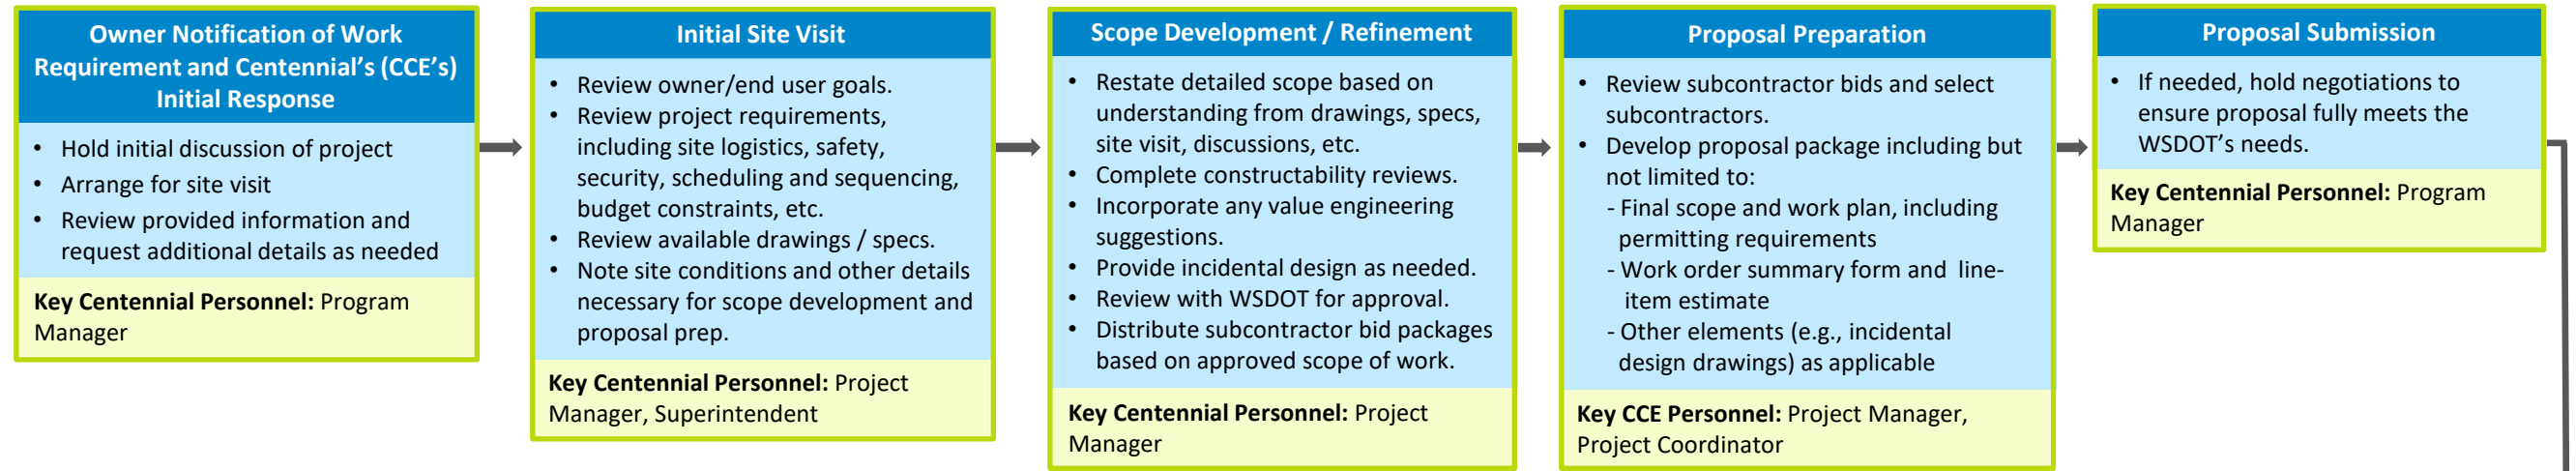 Owner Notification of Work
Requirement and Centennial's (CCE's)
Initial Response
• Hold initial discussion of project
• Arrange for site visit
• Review provided information and
request additional details as needed
Key Centennial Personnel: Program
Manager
Initial Site Visit
• Review owner/end user goals.
• Review project requirements,
including site logistics, safety,
security, scheduling and sequencing,
budget constraints, etc.
• Review available drawings / specs.
• Note site conditions and other details
necessary for scope development and
proposal prep.
Key Centennial Personnel: Project
Manager, Superintendent
Scope Development / Refinement
• Restate detailed scope based on
understanding from drawings, specs,
site visit, discussions, etc.
• Complete constructability reviews.
• Incorporate any value engineering
suggestions.
• Provide incidental design as needed.
• Review with WSDOT for approval.
• Distribute subcontractor bid packages
based on approved scope of work.
Key Centennial Personnel: Project
Manager
Proposal Preparation
• Review subcontractor bids and select
subcontractors.
• Develop proposal package including but
not limited to:
- Final scope and work plan, including
permitting requirements
- Work order summary form and line-
item estimate
- Other elements (e.g., incidental
design drawings) as applicable
Key CCE Personnel: Project Manager,
Project Coordinator
Proposal Submission
• If needed, hold negotiations to
ensure proposal fully meets the
WSDOT's needs.
Key Centennial Personnel: Program
Manager